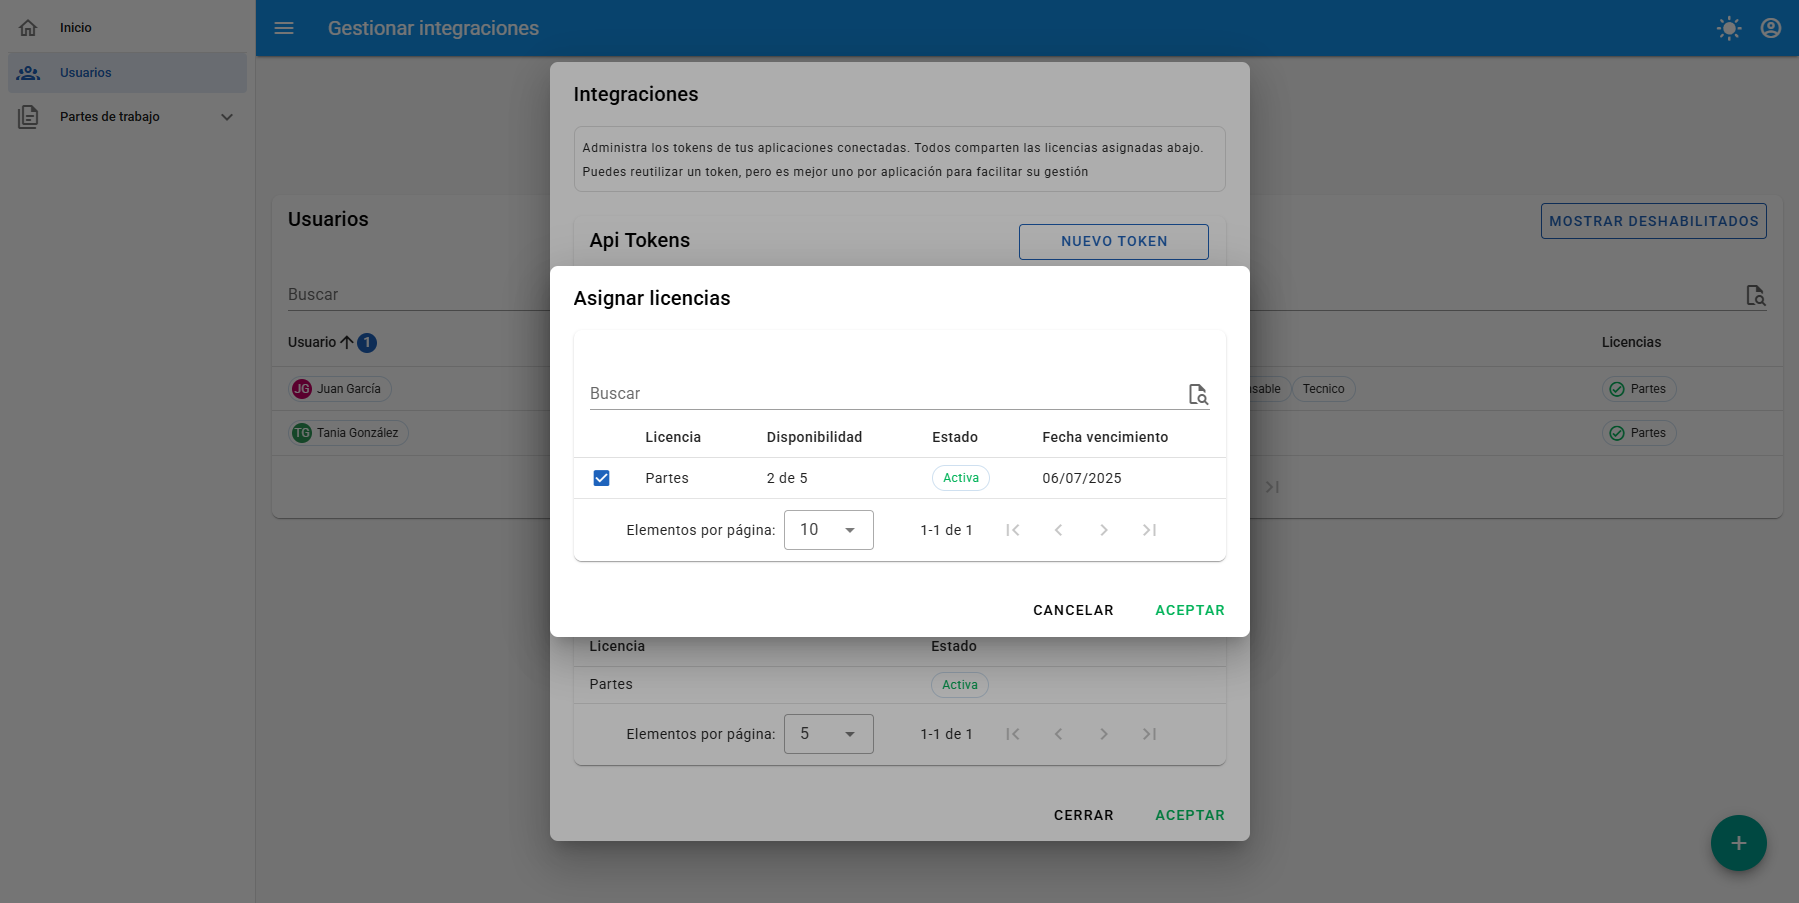 Inicio
Usuarios
Partes de trabajo
Gestionar integraciones
Usuarios
MOSTRAR DESHABILITADOS
Buscar
Usuario 1
Licencias
JG Juan García
Tecnico
Partes
TG Tania González
Partes
Integraciones
Administra los tokens de tus aplicaciones conectadas. Todos comparten las licencias asignadas abajo.
Puedes reutilizar un token, pero es mejor uno por aplicación para facilitar su gestión
Api Tokens
NUEVO TOKEN
Asignar licencias
Buscar
Licencia Disponibilidad Estado Fecha vencimiento
Partes 2 de 5 Activa 06/07/2025
Elementos por página: 10 1-1 de 1
CANCELAR ACEPTAR
Licencia Estado
Partes Activa
Elementos por página: 5 1-1 de 1
CERRAR ACEPTAR